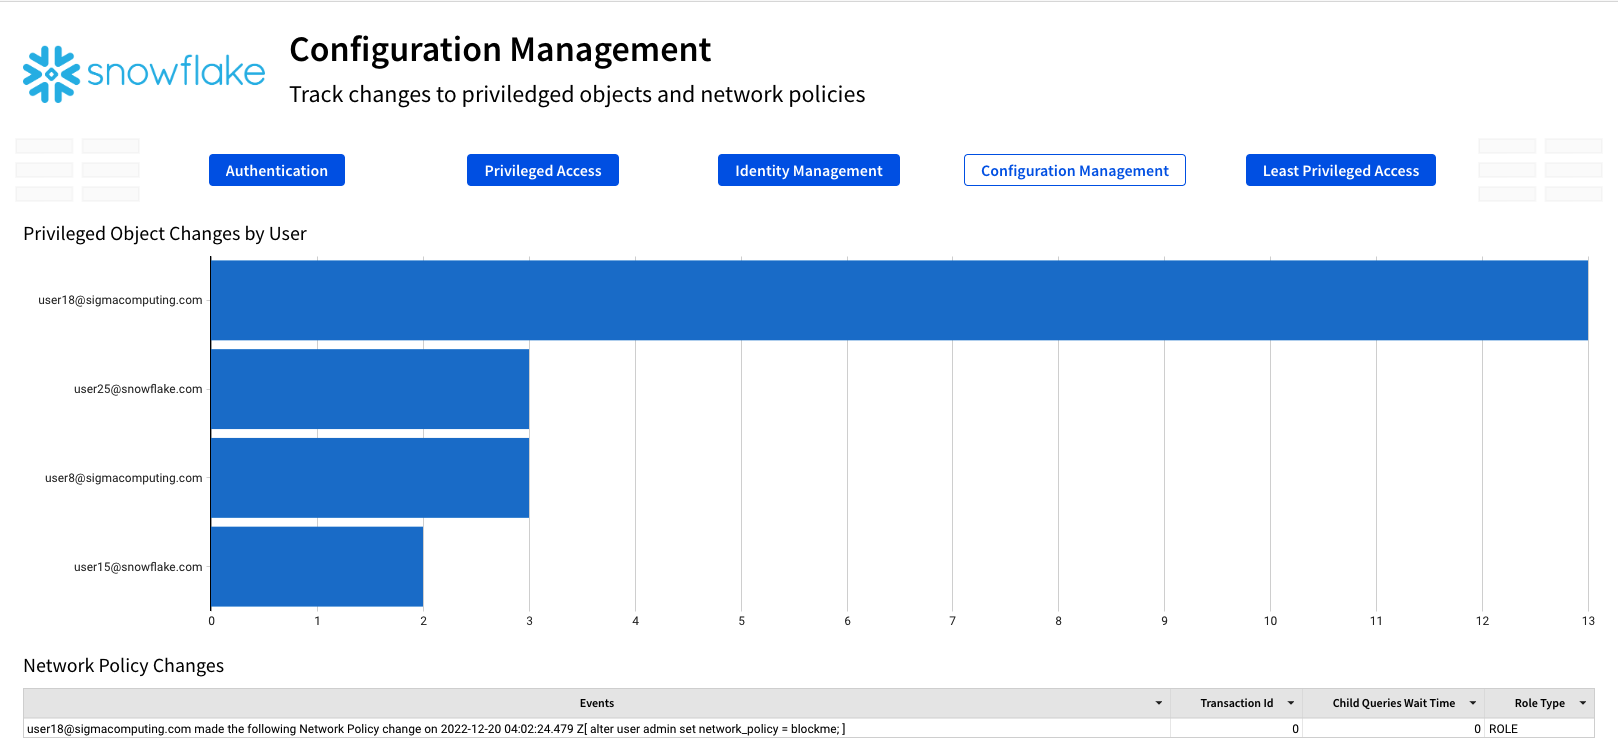 snowflake
Configuration Management
Track changes to priviledged objects and network policies
Authentication Privileged Access Identity Management Configuration Management Least Privileged Access
Privileged Object Changes by User
user18@sigmacomputing.com
user25@snowflake.com
user8@sigmacomputing.com
user15@snowflake.com
0 1 2 3 4 5 6 7 8 9 10 11 12 13
Network Policy Changes
Events Transaction Id Child Queries Wait Time Role Type
user18@sigmacomputing.com made the following Network Policy change on 2022-12-20 04:02:24.479 Z[ alter user admin set network_policy = blockme; ] 0 0 ROLE